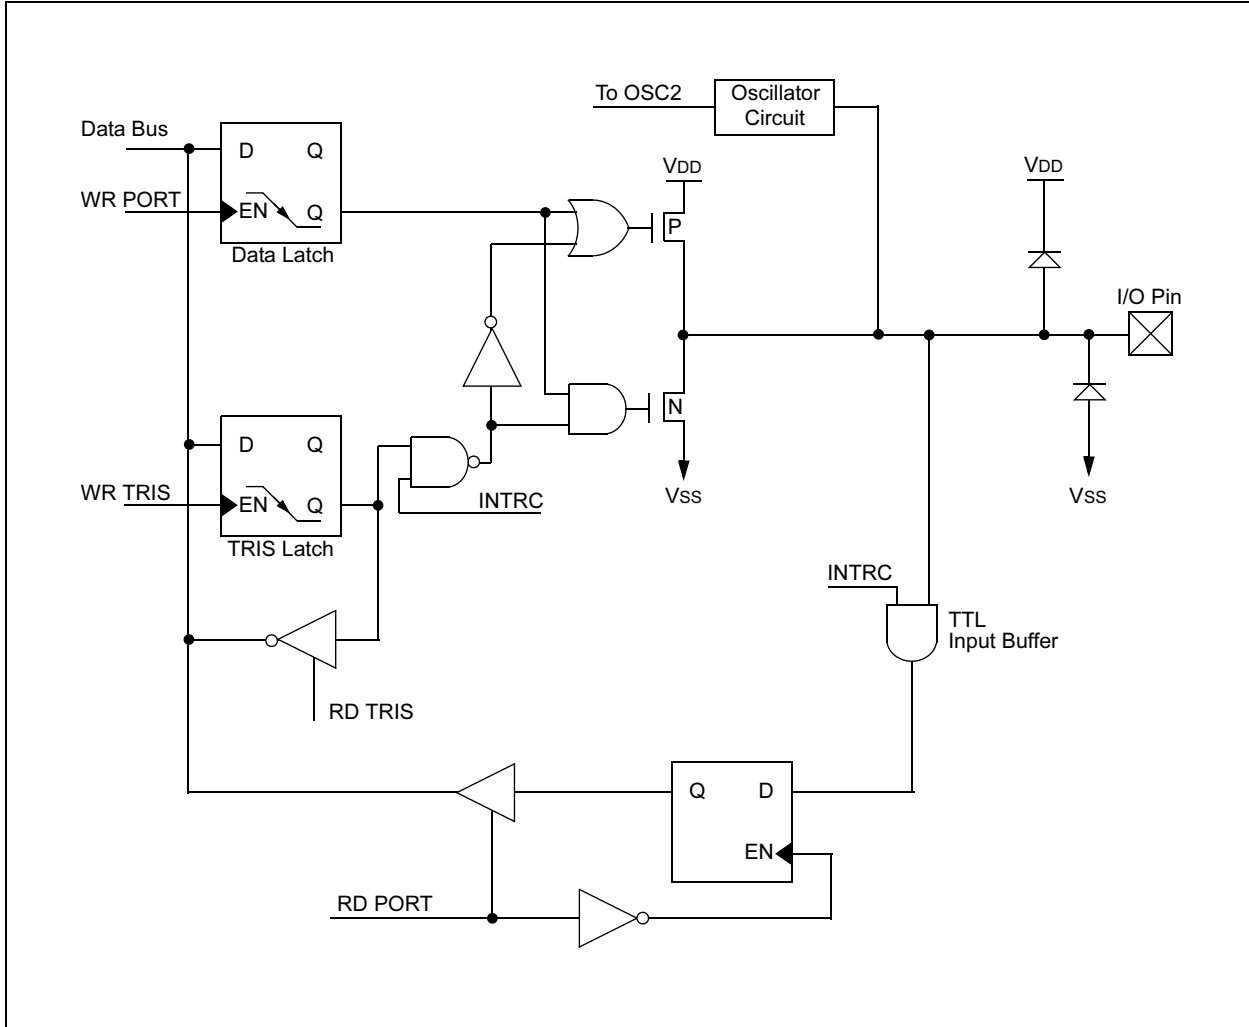 To OSC2
Oscillator
Circuit
Data Bus
D Q
WR PORT
EN Q
Data Latch
VDD
P
VDD
I/O Pin
N
VSS
VSS
D Q
WR TRIS
EN Q
TRIS Latch
INTRC
INTRC
TTL
Input Buffer
RD TRIS
Q D
EN
RD PORT